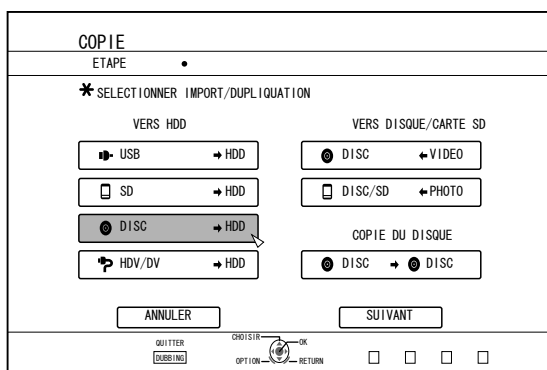 COPIE
ETAPE •
* SELECTIONNER IMPORT/DUPLIQUATION
VERS HDD
USB → HDD
SD → HDD
DISC → HDD
HDV/DV → HDD
VERS DISQUE/CARTE SD
DISC ← VIDEO
DISC/SD ← PHOTO
COPIE DU DISQUE
DISC → DISC
ANNULER
SUIVANT
QUITTER
DUBBING
CHOISIR
OK
OPTION
RETURN